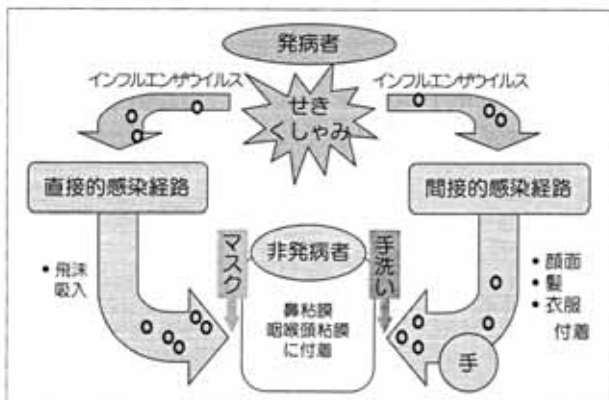 発病者
インフルエンザウイルス
せき
くしゃみ
インフルエンザウイルス
直接的感染経路
間接的感染経路
• 飛沫
吸入
マスク
非発病者
手洗い
鼻粘膜
咽喉頭粘膜
に付着
• 顔面
• 髪
• 衣服
付着
手